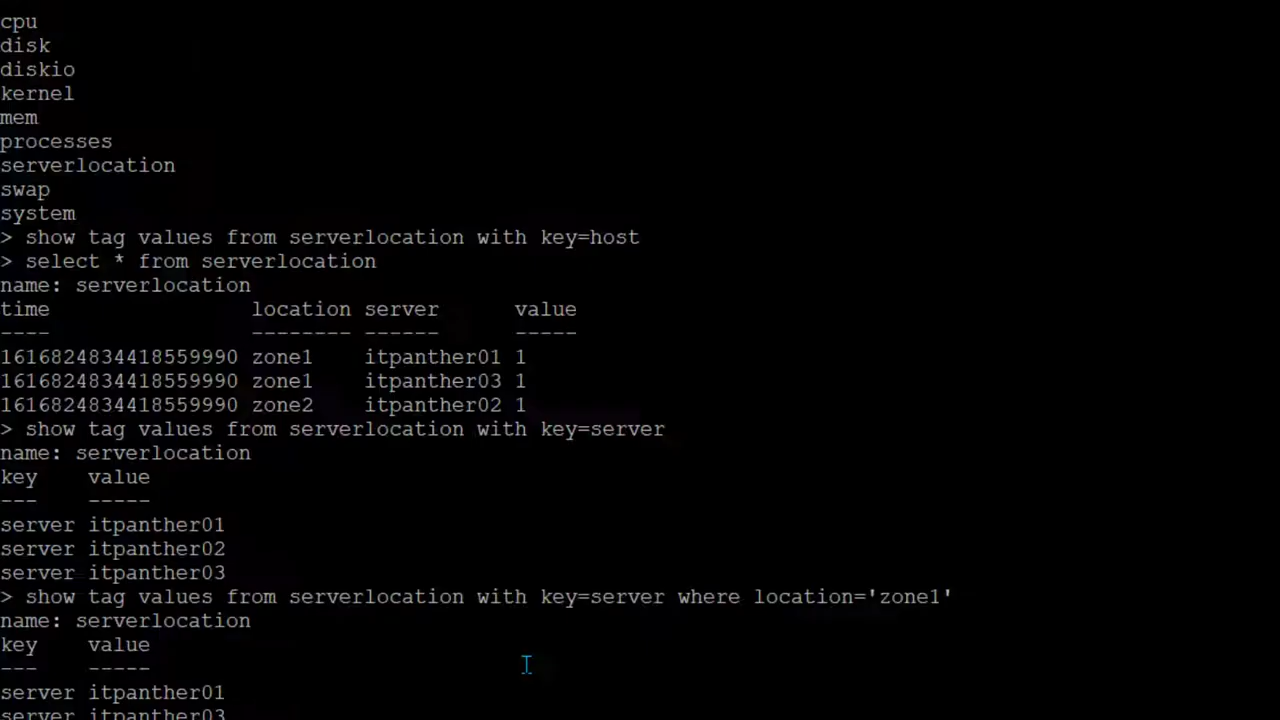 cpu
disk
diskio
kernel
mem
processes
serverlocation
swap
system
> show tag values from serverlocation with key=host
> select * from serverlocation
name: serverlocation
time                location server      value
----                -------- ------      -----
1616824834418559990 zone1    itpanther01 1
1616824834418559990 zone1    itpanther03 1
1616824834418559990 zone2    itpanther02 1
> show tag values from serverlocation with key=server
name: serverlocation
key    value
---    -----
server itpanther01
server itpanther02
server itpanther03
> show tag values from serverlocation with key=server where location='zone1'
name: serverlocation
key    value
---    -----
server itpanther01
server itpanther03